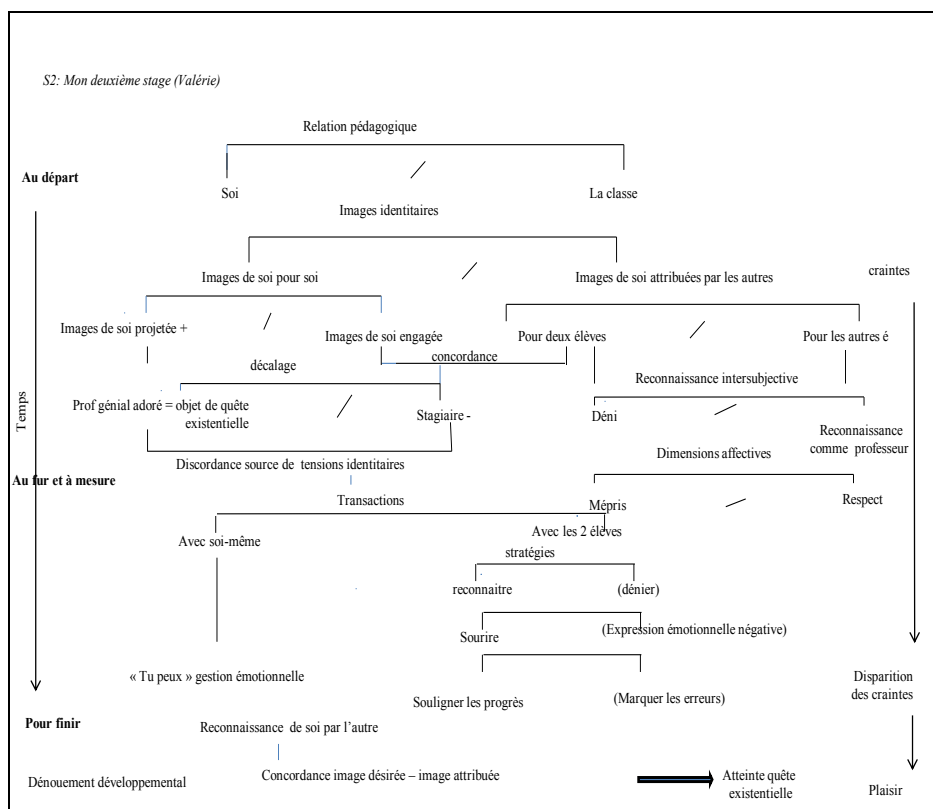 S2: Mon deuxième stage (Valérie)
Relation pédagogique
Au départ
Soi
La classe
Images identitaires
Images de soi pour soi
Images de soi attribuées par les autres
craintes
Images de soi projetée +
Images de soi engagée
Pour deux élèves
Pour les autres é
concordance
décalage
Reconnaissance intersubjective
Temps
Prof génial adoré = objet de quête
existentielle
Stagiaire -
Déni
Reconnaissance
comme professeur
Discordance source de tensions identitaires
Dimensions affectives
Au fur et à mesure
Transactions
Mépris
Respect
Avec soi-même
Avec les 2 élèves
stratégies
reconnaitre
(dénier)
Sourire
(Expression émotionnelle négative)
« Tu peux » gestion émotionnelle
Disparition
des craintes
Souligner les progrès
(Marquer les erreurs)
Pour finir
Reconnaissance de soi par l'autre
Dénouement développemental
Concordance image désirée – image attribuée
Atteinte quête
existentielle
Plaisir